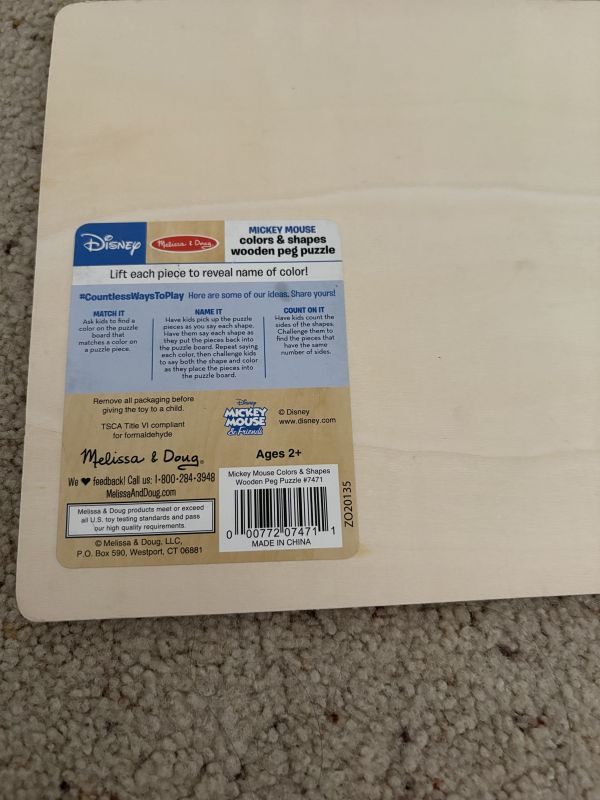 Disney
Melissa & Doug
MICKEY MOUSE
colors & shapes
wooden peg puzzle
Lift each piece to reveal name of color!
#CountlessWaysToPlay Here are some of our ideas. Share yours!
MATCH IT
Ask kids to find a
color on the puzzle
board that
matches a color on
a puzzle piece.
NAME IT
Have kids pick up the puzzle
pieces as you say each shape.
Have them say each shape as
they put the pieces back into
the puzzle board. Repeat saying
each color, then challenge kids
to say both the shape and color
as they place the pieces into
the puzzle board.
COUNT ON IT
Have kids count the
sides of the shapes.
Challenge them to
find the pieces that
have the same
number of sides.
Remove all packaging before
giving the toy to a child.
TSCA Title VI compliant
for formaldehyde
Disney
MICKEY
MOUSE
& Friends
© Disney
www.disney.com
Melissa & Doug®
We ♥ feedback! Call us: 1-800-284-3948
MelissaAndDoug.com
Melissa & Doug products meet or exceed
all U.S. toy testing standards and pass
our high quality requirements.
© Melissa & Doug, LLC,
P.O. Box 590, Westport, CT 06881
Ages 2+
Mickey Mouse Colors & Shapes
Wooden Peg Puzzle #7471
0 00772 07471 1
MADE IN CHINA
ZO20135